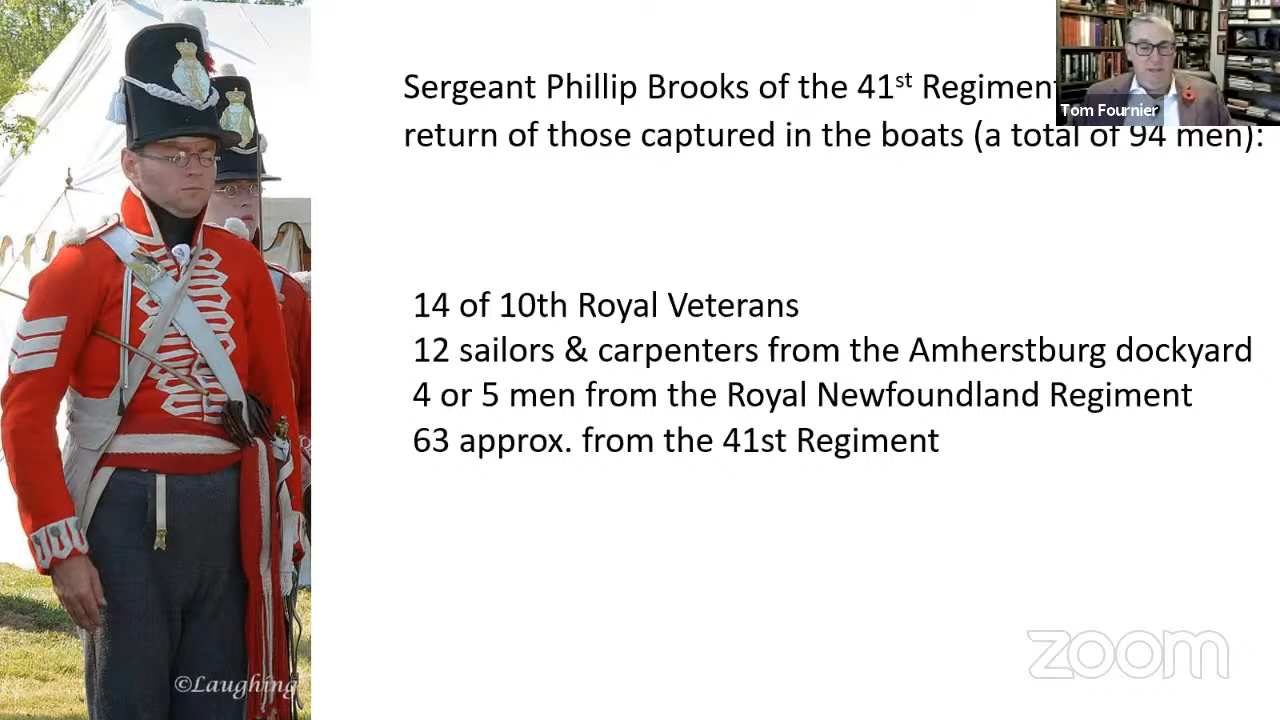 Sergeant Phillip Brooks of the 41st Regiment
return of those captured in the boats (a total of 94 men):
14 of 10th Royal Veterans
12 sailors & carpenters from the Amherstburg dockyard
4 or 5 men from the Royal Newfoundland Regiment
63 approx. from the 41st Regiment
Tom Fournier
©Laughing
zoom